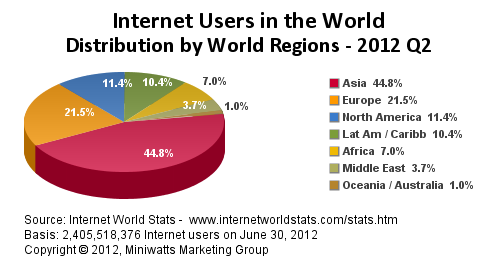 Internet Users in the World
Distribution by World Regions - 2012 Q2
11.4%
10.4%
7.0%
3.7%
1.0%
21.5%
44.8%
Asia 44.8%
Europe 21.5%
North America 11.4%
Lat Am / Caribb 10.4%
Africa 7.0%
Middle East 3.7%
Oceania / Australia 1.0%
Source: Internet World Stats - www.internetworldstats.com/stats.htm
Basis: 2,405,518,376 Internet users on June 30, 2012
Copyright © 2012, Miniwatts Marketing Group